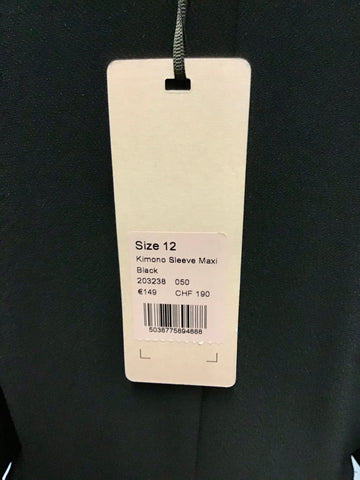 Size 12
Kimono Sleeve Maxi
Black
203238 050
€149 CHF 190
5038775894888